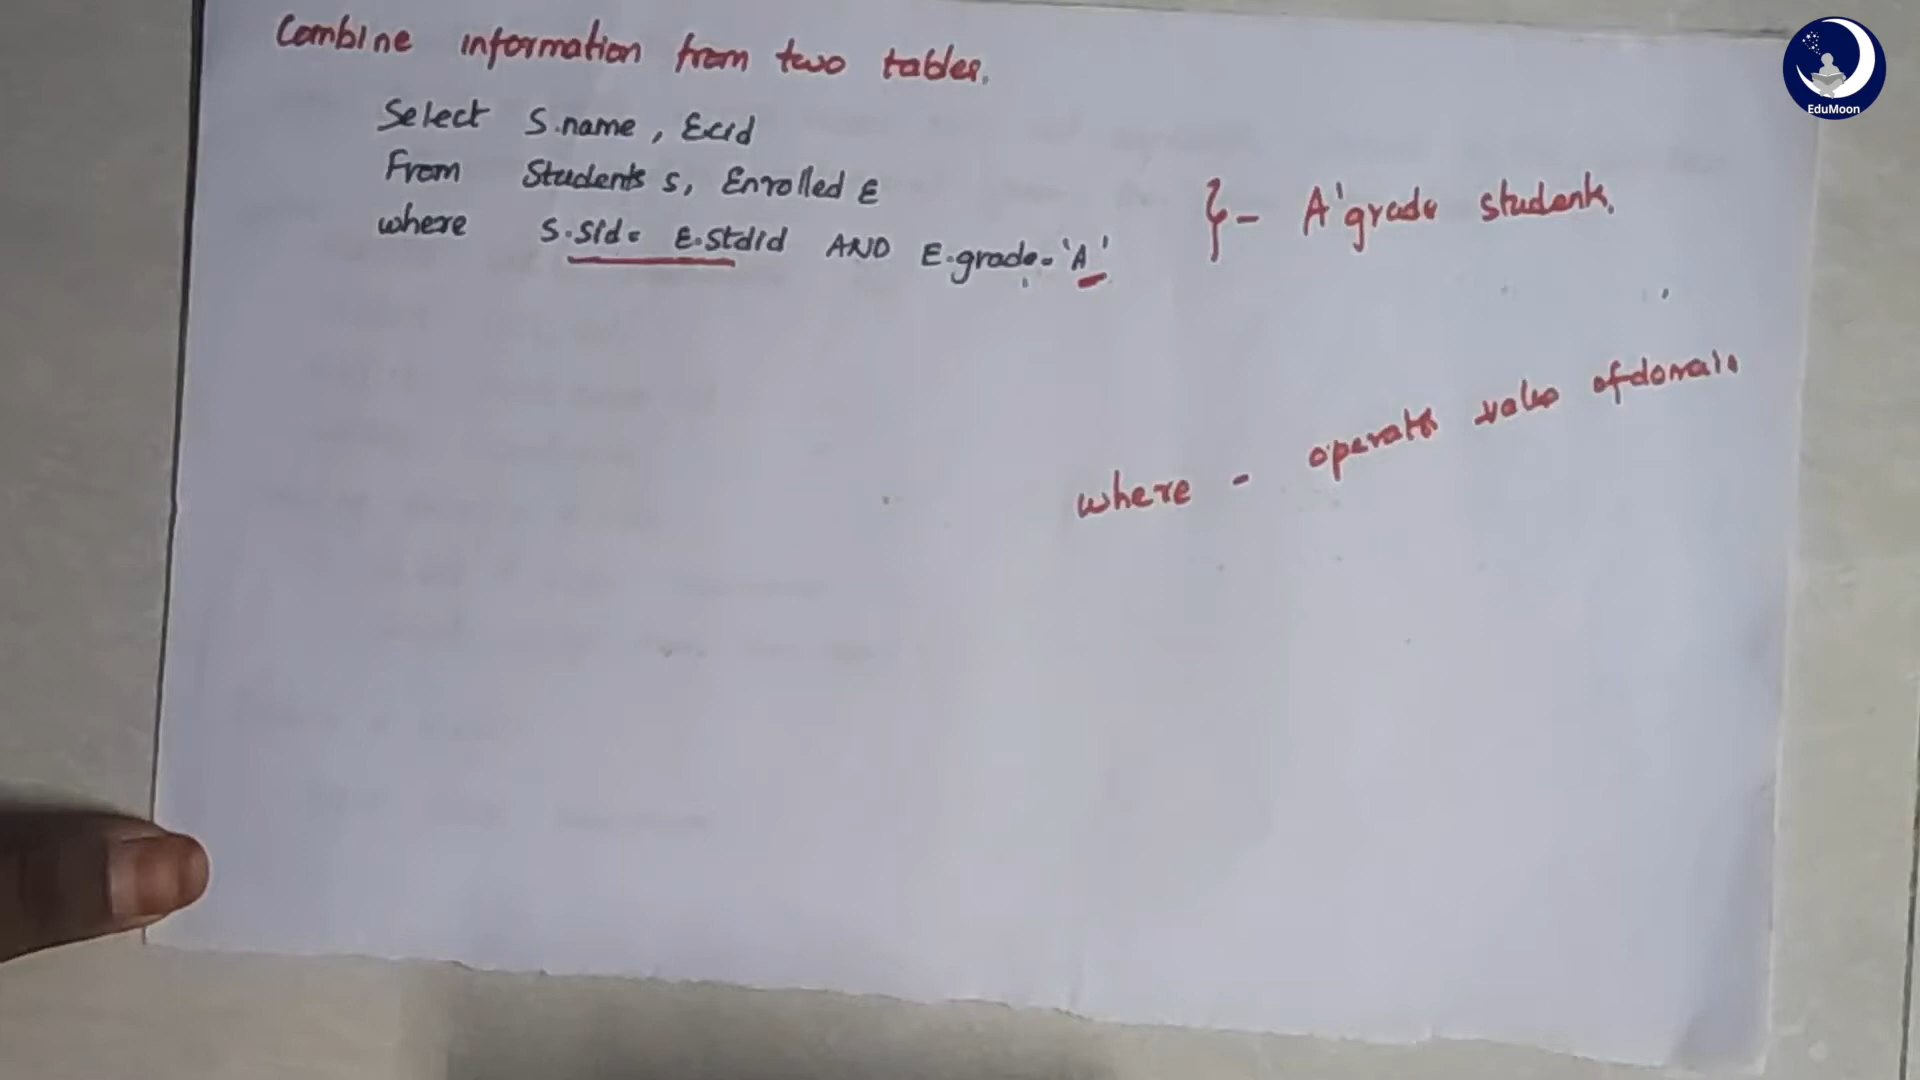 Combine information from two tables.
Select S.name, E.cid
From Students S, Enrolled E
where S.sid = E.stdid AND E.grade = 'A'
}- A'grade students.
where - operator value of domain
EduMoon